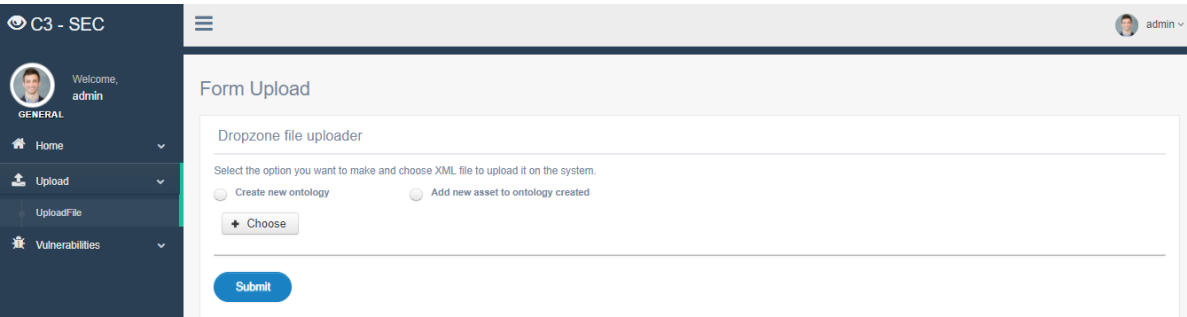 C3 - SEC
admin
Welcome,
admin
GENERAL
Home
Upload
UploadFile
Vulnerabilities
Form Upload
Dropzone file uploader
Select the option you want to make and choose XML file to upload it on the system.
Create new ontology Add new asset to ontology created
+ Choose
Submit